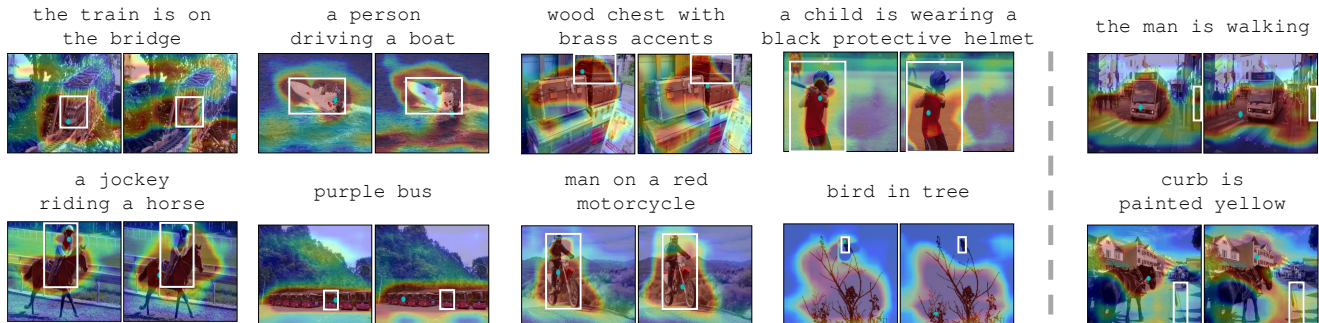 the train is on
the bridge
a person
driving a boat
wood chest with
brass accents
a child is wearing a
black protective helmet
the man is walking
a jockey
riding a horse
purple bus
man on a red
motorcycle
bird in tree
curb is
painted yellow